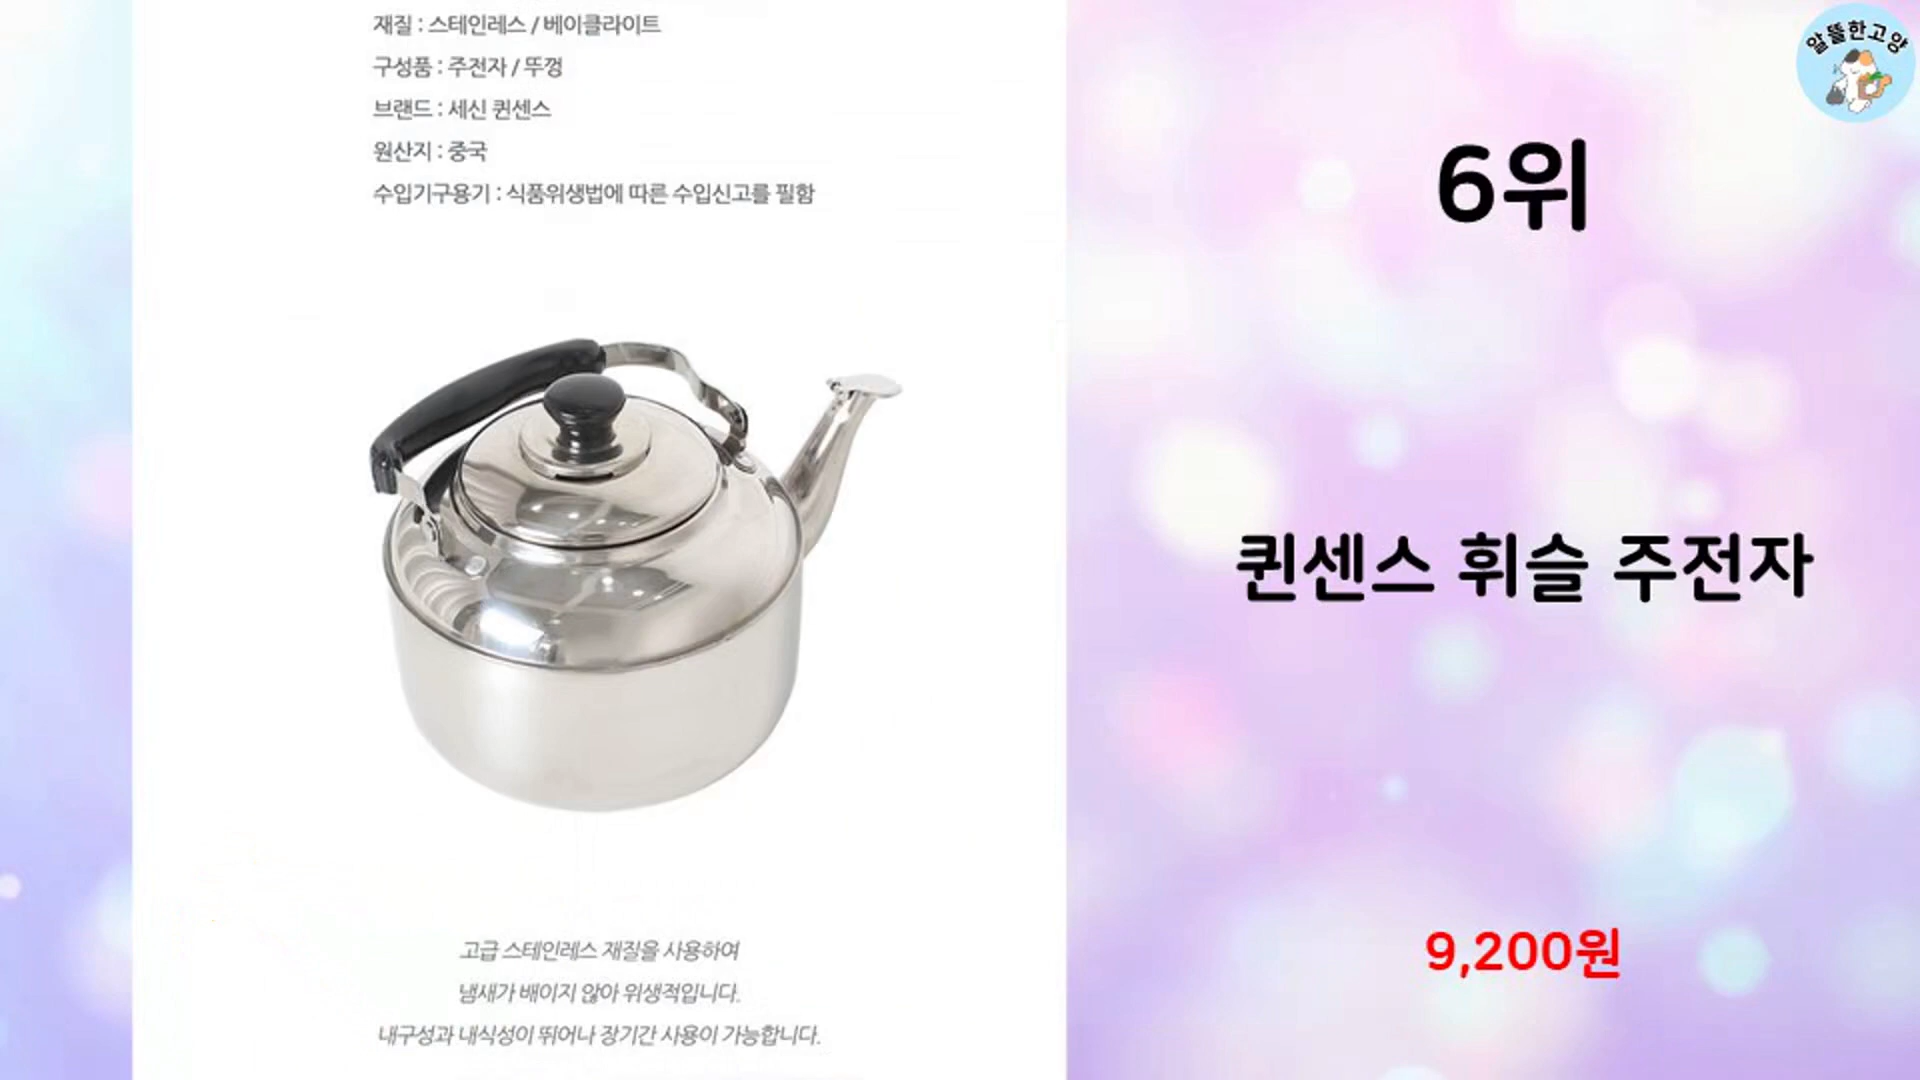 재질 : 스테인레스 / 베이클라이트
구성품 : 주전자 / 뚜껑
브랜드 : 세신 퀸센스
원산지 : 중국
수입기구용기 : 식품위생법에 따른 수입신고를 필함
고급 스테인레스 재질을 사용하여
냄새가 배이지 않아 위생적입니다.
내구성과 내식성이 뛰어나 장기간 사용이 가능합니다.
알뜰한고양
6위
퀸센스 휘슬 주전자
9,200원